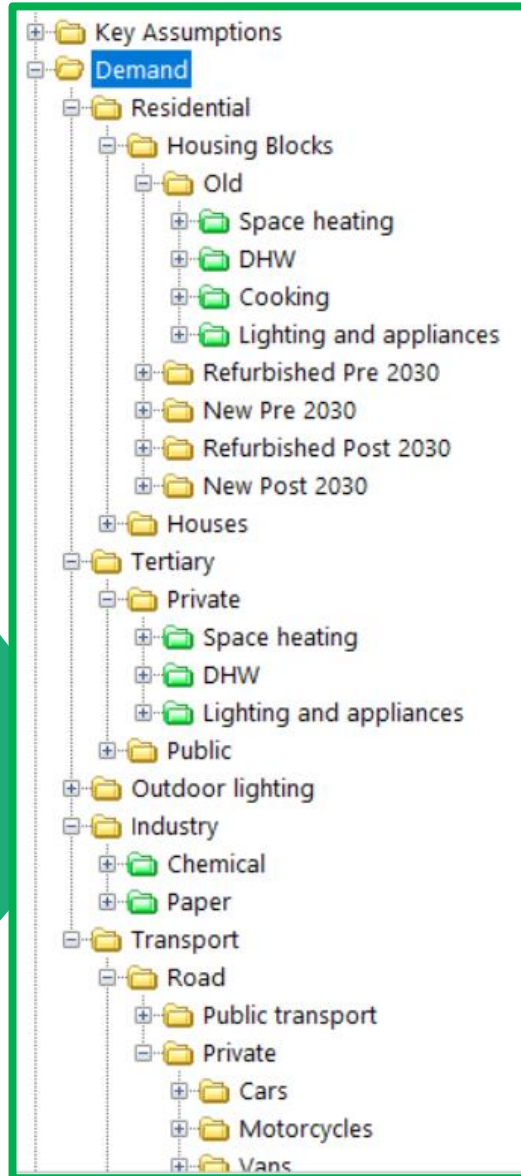 Key Assumptions
Demand
Residential
Housing Blocks
Old
Space heating
DHW
Cooking
Lighting and appliances
Refurbished Pre 2030
New Pre 2030
Refurbished Post 2030
New Post 2030
Houses
Tertiary
Private
Space heating
DHW
Lighting and appliances
Public
Outdoor lighting
Industry
Chemical
Paper
Transport
Road
Public transport
Private
Cars
Motorcycles
Vans